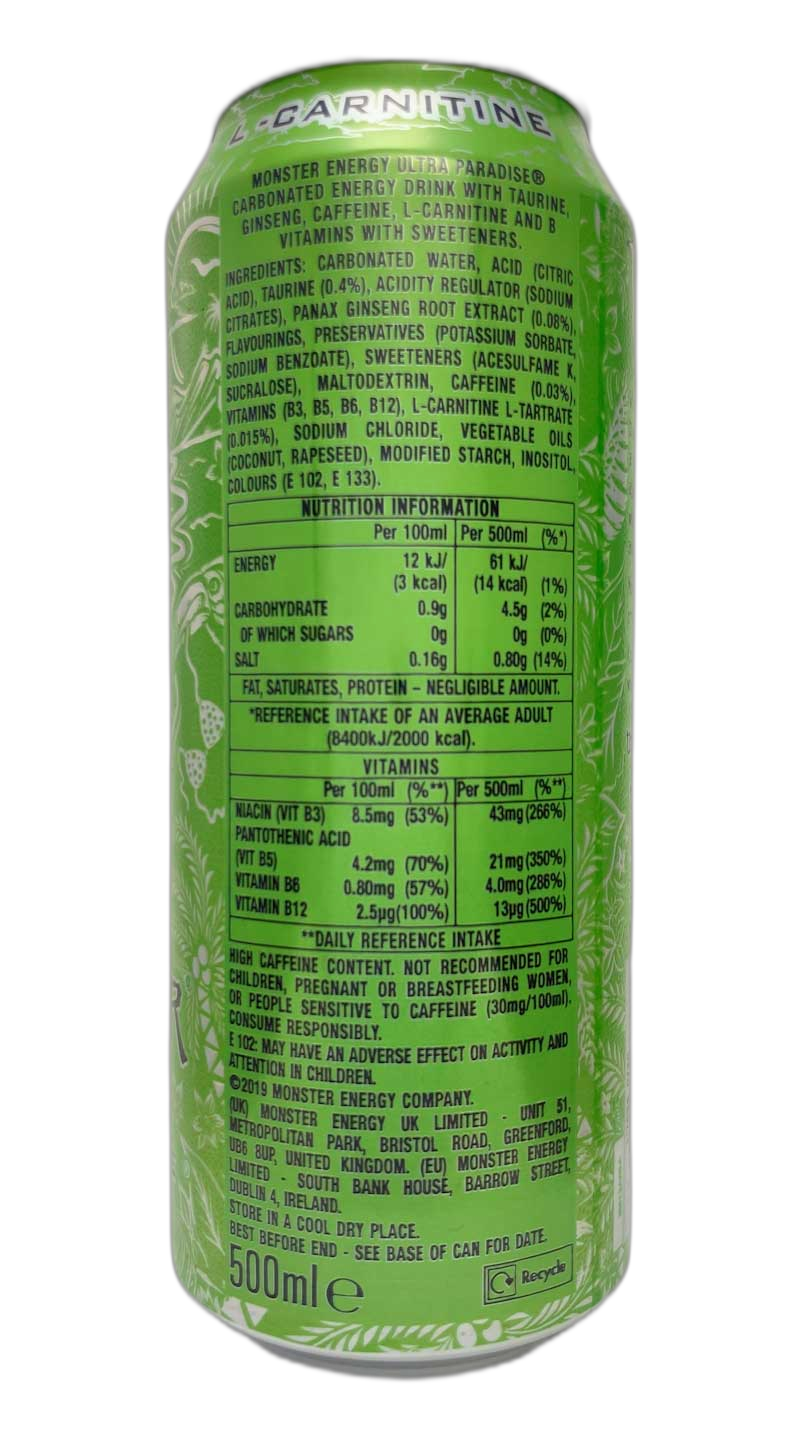 L-CARNITINE
MONSTER ENERGY ULTRA PARADISE®
CARBONATED ENERGY DRINK WITH TAURINE,
GINSENG, CAFFEINE, L-CARNITINE AND B
VITAMINS WITH SWEETENERS.
INGREDIENTS: CARBONATED WATER, ACID (CITRIC
ACID), TAURINE (0.4%), ACIDITY REGULATOR (SODIUM
CITRATES), PANAX GINSENG ROOT EXTRACT (0.08%),
FLAVOURINGS, PRESERVATIVES (POTASSIUM SORBATE,
SODIUM BENZOATE), SWEETENERS (ACESULFAME K,
SUCRALOSE), MALTODEXTRIN, CAFFEINE (0.03%),
VITAMINS (B3, B5, B6, B12), L-CARNITINE L-TARTRATE
(0.015%), SODIUM CHLORIDE, VEGETABLE OILS
(COCONUT, RAPESEED), MODIFIED STARCH, INOSITOL,
COLOURS (E 102, E 133).
NUTRITION INFORMATION
Per 100ml Per 500ml (%*)
ENERGY 12 kJ/ 61 kJ/
(3 kcal) (14 kcal) (1%)
CARBOHYDRATE 0.9g 4.5g (2%)
OF WHICH SUGARS 0g 0g (0%)
SALT 0.16g 0.80g (14%)
FAT, SATURATES, PROTEIN – NEGLIGIBLE AMOUNT.
*REFERENCE INTAKE OF AN AVERAGE ADULT
(8400kJ/2000 kcal).
VITAMINS
Per 100ml (%**) Per 500ml (%**)
NIACIN (VIT B3) 8.5mg (53%) 43mg (266%)
PANTOTHENIC ACID
(VIT B5) 4.2mg (70%) 21mg (350%)
VITAMIN B6 0.80mg (57%) 4.0mg (286%)
VITAMIN B12 2.5µg (100%) 13µg (500%)
**DAILY REFERENCE INTAKE
HIGH CAFFEINE CONTENT. NOT RECOMMENDED FOR
CHILDREN, PREGNANT OR BREASTFEEDING WOMEN,
OR PEOPLE SENSITIVE TO CAFFEINE (30mg/100ml).
CONSUME RESPONSIBLY.
E 102: MAY HAVE AN ADVERSE EFFECT ON ACTIVITY AND
ATTENTION IN CHILDREN.
©2019 MONSTER ENERGY COMPANY.
(UK) MONSTER ENERGY UK LIMITED - UNIT 51,
METROPOLITAN PARK, BRISTOL ROAD, GREENFORD,
UB6 8UP, UNITED KINGDOM. (EU) MONSTER ENERGY
LIMITED - SOUTH BANK HOUSE, BARROW STREET,
DUBLIN 4, IRELAND.
STORE IN A COOL DRY PLACE.
BEST BEFORE END - SEE BASE OF CAN FOR DATE.
500ml e
Recycle